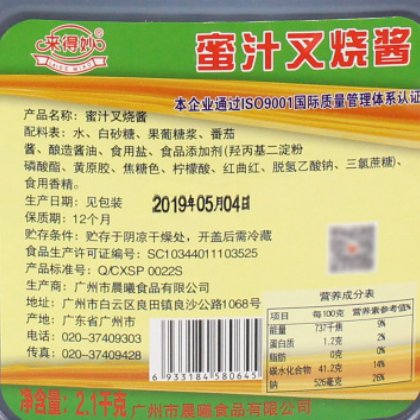 来得妙
LAIDE MIAO
蜜汁叉烧酱
本企业通过ISO9001国际质量管理体系认证
产品名称：蜜汁叉烧酱
配料表：水、白砂糖、果葡糖浆、番茄
酱、酿造酱油、食用盐、食品添加剂(羟丙基二淀粉
磷酸酯、黄原胶、焦糖色、柠檬酸、红曲红、脱氢乙酸钠、三氯蔗糖)、
食用香精。
生产日期：见包装 2019年05月04日
保质期：12个月
贮存条件：贮存于阴凉干燥处，开盖后需冷藏
食品生产许可证编号：SC10344011103525
产品标准号：Q/CXSP 0022S
生产商：广州市晨曦食品有限公司
地址：广州市白云区良田镇良沙公路1068号
产地：广东省广州市
电话：020-37409303
传真：020-37409428
6933184580645
营养成分表
项目 每100克 营养素参考值%
能量 737千焦 9%
蛋白质 1.2克 2%
脂肪 0克 0%
碳水化合物 41.2克 14%
钠 526毫克 26%
净含量：2.1千克
广州市晨曦食品有限公司